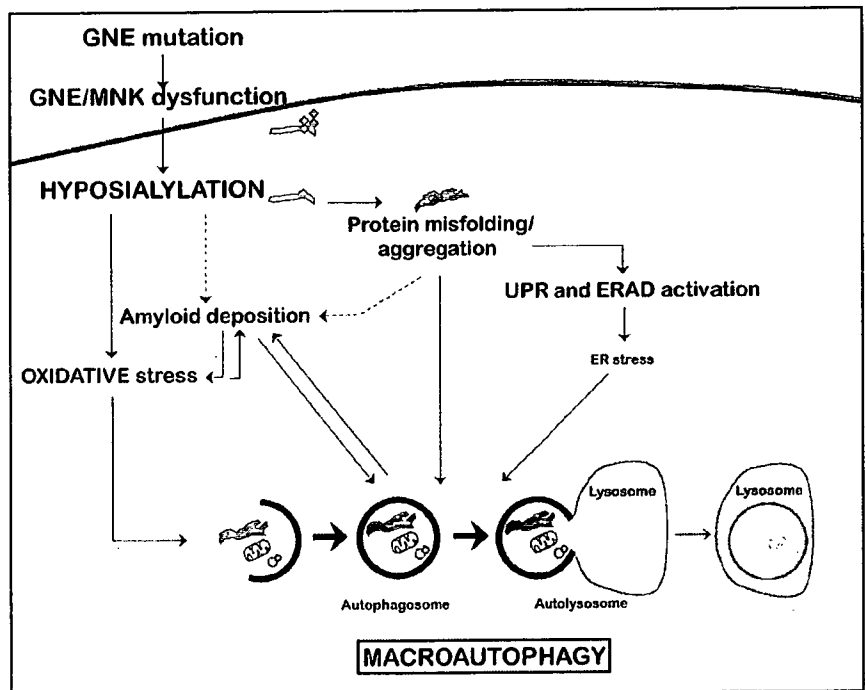 GNE mutation
GNE/MNK dysfunction
HYPOSIALYLATION
Protein misfolding/
aggregation
UPR and ERAD activation
Amyloid deposition
ER stress
OXIDATIVE stress
Lysosome
Lysosome
Autophagosome
Autolysosome
MACROAUTOPHAGY